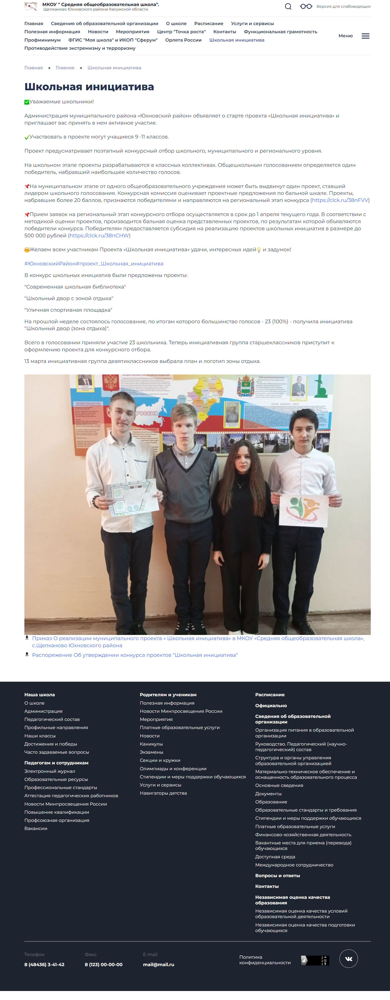 МКОУ " Средняя общеобразовательная школа".
Щелканово Юхновского района Калужской области
Версия для слабовидящих
Главная Сведения об образовательной организации О школе Расписание Услуги и сервисы
Полезная информация Новости Мероприятия Центр "Точка роста" Контакты Функциональная грамотность
Профминимум ФГИС "Моя школа" и ИКОП "Сферум" Орлята России Школьная инициатива
Противодействие экстремизму и терроризму
Меню
Главная Главное Школьная инициатива
Школьная инициатива
Уважаемые школьники!
Администрация муниципального района «Юхновский район» объявляет о старте проекта «Школьная инициатива» и
приглашает вас принять в нем активное участие.
Участвовать в проекте могут учащиеся 9 -11 классов.
Проект предусматривает поэтапный конкурсный отбор школьного, муниципального и регионального уровня.
На школьном этапе проекты разрабатываются в классных коллективах. Общешкольным голосованием определяется один
победитель, набравший наибольшее количество голосов.
На муниципальном этапе от одного общеобразовательного учреждения может быть выдвинут один проект, ставший
лидером школьного голосования. Конкурсная комиссия оценивает проектные предложения по бальной шкале. Проекты,
набравшие более 20 баллов, признаются победителями и направляются на региональный этап конкурса (https://clck.ru/38nFVV)
Прием заявок на региональный этап конкурсного отбора осуществляется в срок до 1 апреля текущего года. В соответствии с
методикой оценки проектов, производится бальная оценка представленных проектов, по результатам которой объявляются
победители конкурса. Победителям предоставляется субсидия на реализацию проектов школьных инициатив в размере до
500 000 рублей (https://clck.ru/38nCHW)
Желаем всем участникам Проекта «Школьная инициатива» удачи, интересных идей и задумок!
#ЮхновскийРайон#проект_Школьная_инициатива
В конкурс школьных инициатив были предложены проекты:
"Современная школьная библиотека"
"Школьный двор с зоной отдыха"
"Уличная спортивная площадка"
На прошлой неделе состоялось голосование, по итогам которого большинство голосов - 23 (100%) - получила инициатива
"Школьный двор (зона отдыха)".
Всего в голосовании приняли участие 23 школьника. Теперь инициативная группа старшеклассников приступит к
оформлению проекта для конкурсного отбора.
13 марта инициативная группа девятиклассников выбрала план и логотип зоны отдыха.
РОССИЯ
Приказ О реализации муниципального проекта « Школьная инициатива» в МКОУ «Средняя общеобразовательная школа»,
с.Щелканово Юхновского района
Распоряжение Об утверждении конкурса проектов "Школьная инициатива"
Наша школа
О школе
Администрация
Педагогический состав
Профильные направления
Наши классы
Достижения и победы
Часто задаваемые вопросы
Педагогам и сотрудникам
Электронный журнал
Образовательные ресурсы
Профессиональные стандарты
Аттестация педагогических работников
Новости Минпросвещения России
Повышение квалификации
Профсоюзная организация
Вакансии
Родителям и ученикам
Полезная информация
Новости Минпросвещения России
Мероприятия
Платные образовательные услуги
Новости
Каникулы
Экзамены
Секции и кружки
Олимпиады и конференции
Стипендии и меры поддержки обучающихся
Услуги и сервисы
Навигаторы детства
Расписание
Официально
Сведения об образовательной
организации
Организация питания в образовательной
организации
Руководство. Педагогический (научно-
педагогический) состав
Структура и органы управления
образовательной организацией
Материально-техническое обеспечение и
оснащенность образовательного процесса
Основные сведения
Документы
Образование
Образовательные стандарты и требования
Стипендии и меры поддержки обучающихся
Платные образовательные услуги
Финансово-хозяйственная деятельность
Вакантные места для приема (перевода)
обучающихся
Доступная среда
Международное сотрудничество
Вопросы и ответы
Контакты
Независимая оценка качества
образования
Независимая оценка качества условий
образовательной деятельности
Независимая оценка качества подготовки
обучающихся
Телефон
8 (48436) 3-41-42
Факс
8 (123) 00-00-00
E-mail
mail@mail.ru
Политика
конфиденциальности
2
2
2